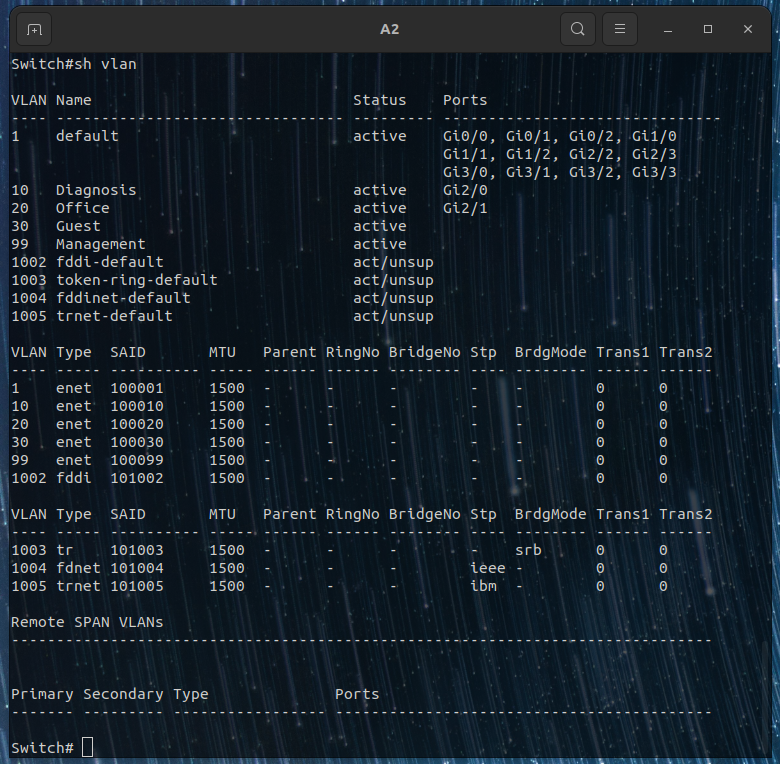 A2
Switch#sh vlan
VLAN Name                             Status    Ports
---- -------------------------------- --------- -------------------------------
1    default                          active    Gi0/0, Gi0/1, Gi0/2, Gi1/0
                                                Gi1/1, Gi1/2, Gi2/2, Gi2/3
                                                Gi3/0, Gi3/1, Gi3/2, Gi3/3
10   Diagnosis                        active    Gi2/0
20   Office                           active    Gi2/1
30   Guest                            active
99   Management                       active
1002 fddi-default                     act/unsup
1003 token-ring-default               act/unsup
1004 fddinet-default                  act/unsup
1005 trnet-default                    act/unsup
VLAN Type  SAID       MTU   Parent RingNo BridgeNo Stp  BrdgMode Trans1 Trans2
---- ----- ---------- ----- ------ ------ -------- ---- -------- ------ ------
1    enet  100001     1500  -      -      -        -    -        0      0
10   enet  100010     1500  -      -      -        -    -        0      0
20   enet  100020     1500  -      -      -        -    -        0      0
30   enet  100030     1500  -      -      -        -    -        0      0
99   enet  100099     1500  -      -      -        -    -        0      0
1002 fddi  101002     1500  -      -      -        -    -        0      0
VLAN Type  SAID       MTU   Parent RingNo BridgeNo Stp  BrdgMode Trans1 Trans2
---- ----- ---------- ----- ------ ------ -------- ---- -------- ------ ------
1003 tr    101003     1500  -      -      -        -    srb      0      0
1004 fdnet 101004     1500  -      -      -        ieee -        0      0
1005 trnet 101005     1500  -      -      -        ibm  -        0      0
Remote SPAN VLANs
------------------------------------------------------------------------------
Primary Secondary Type              Ports
------- --------- ----------------- ------------------------------------------
Switch#